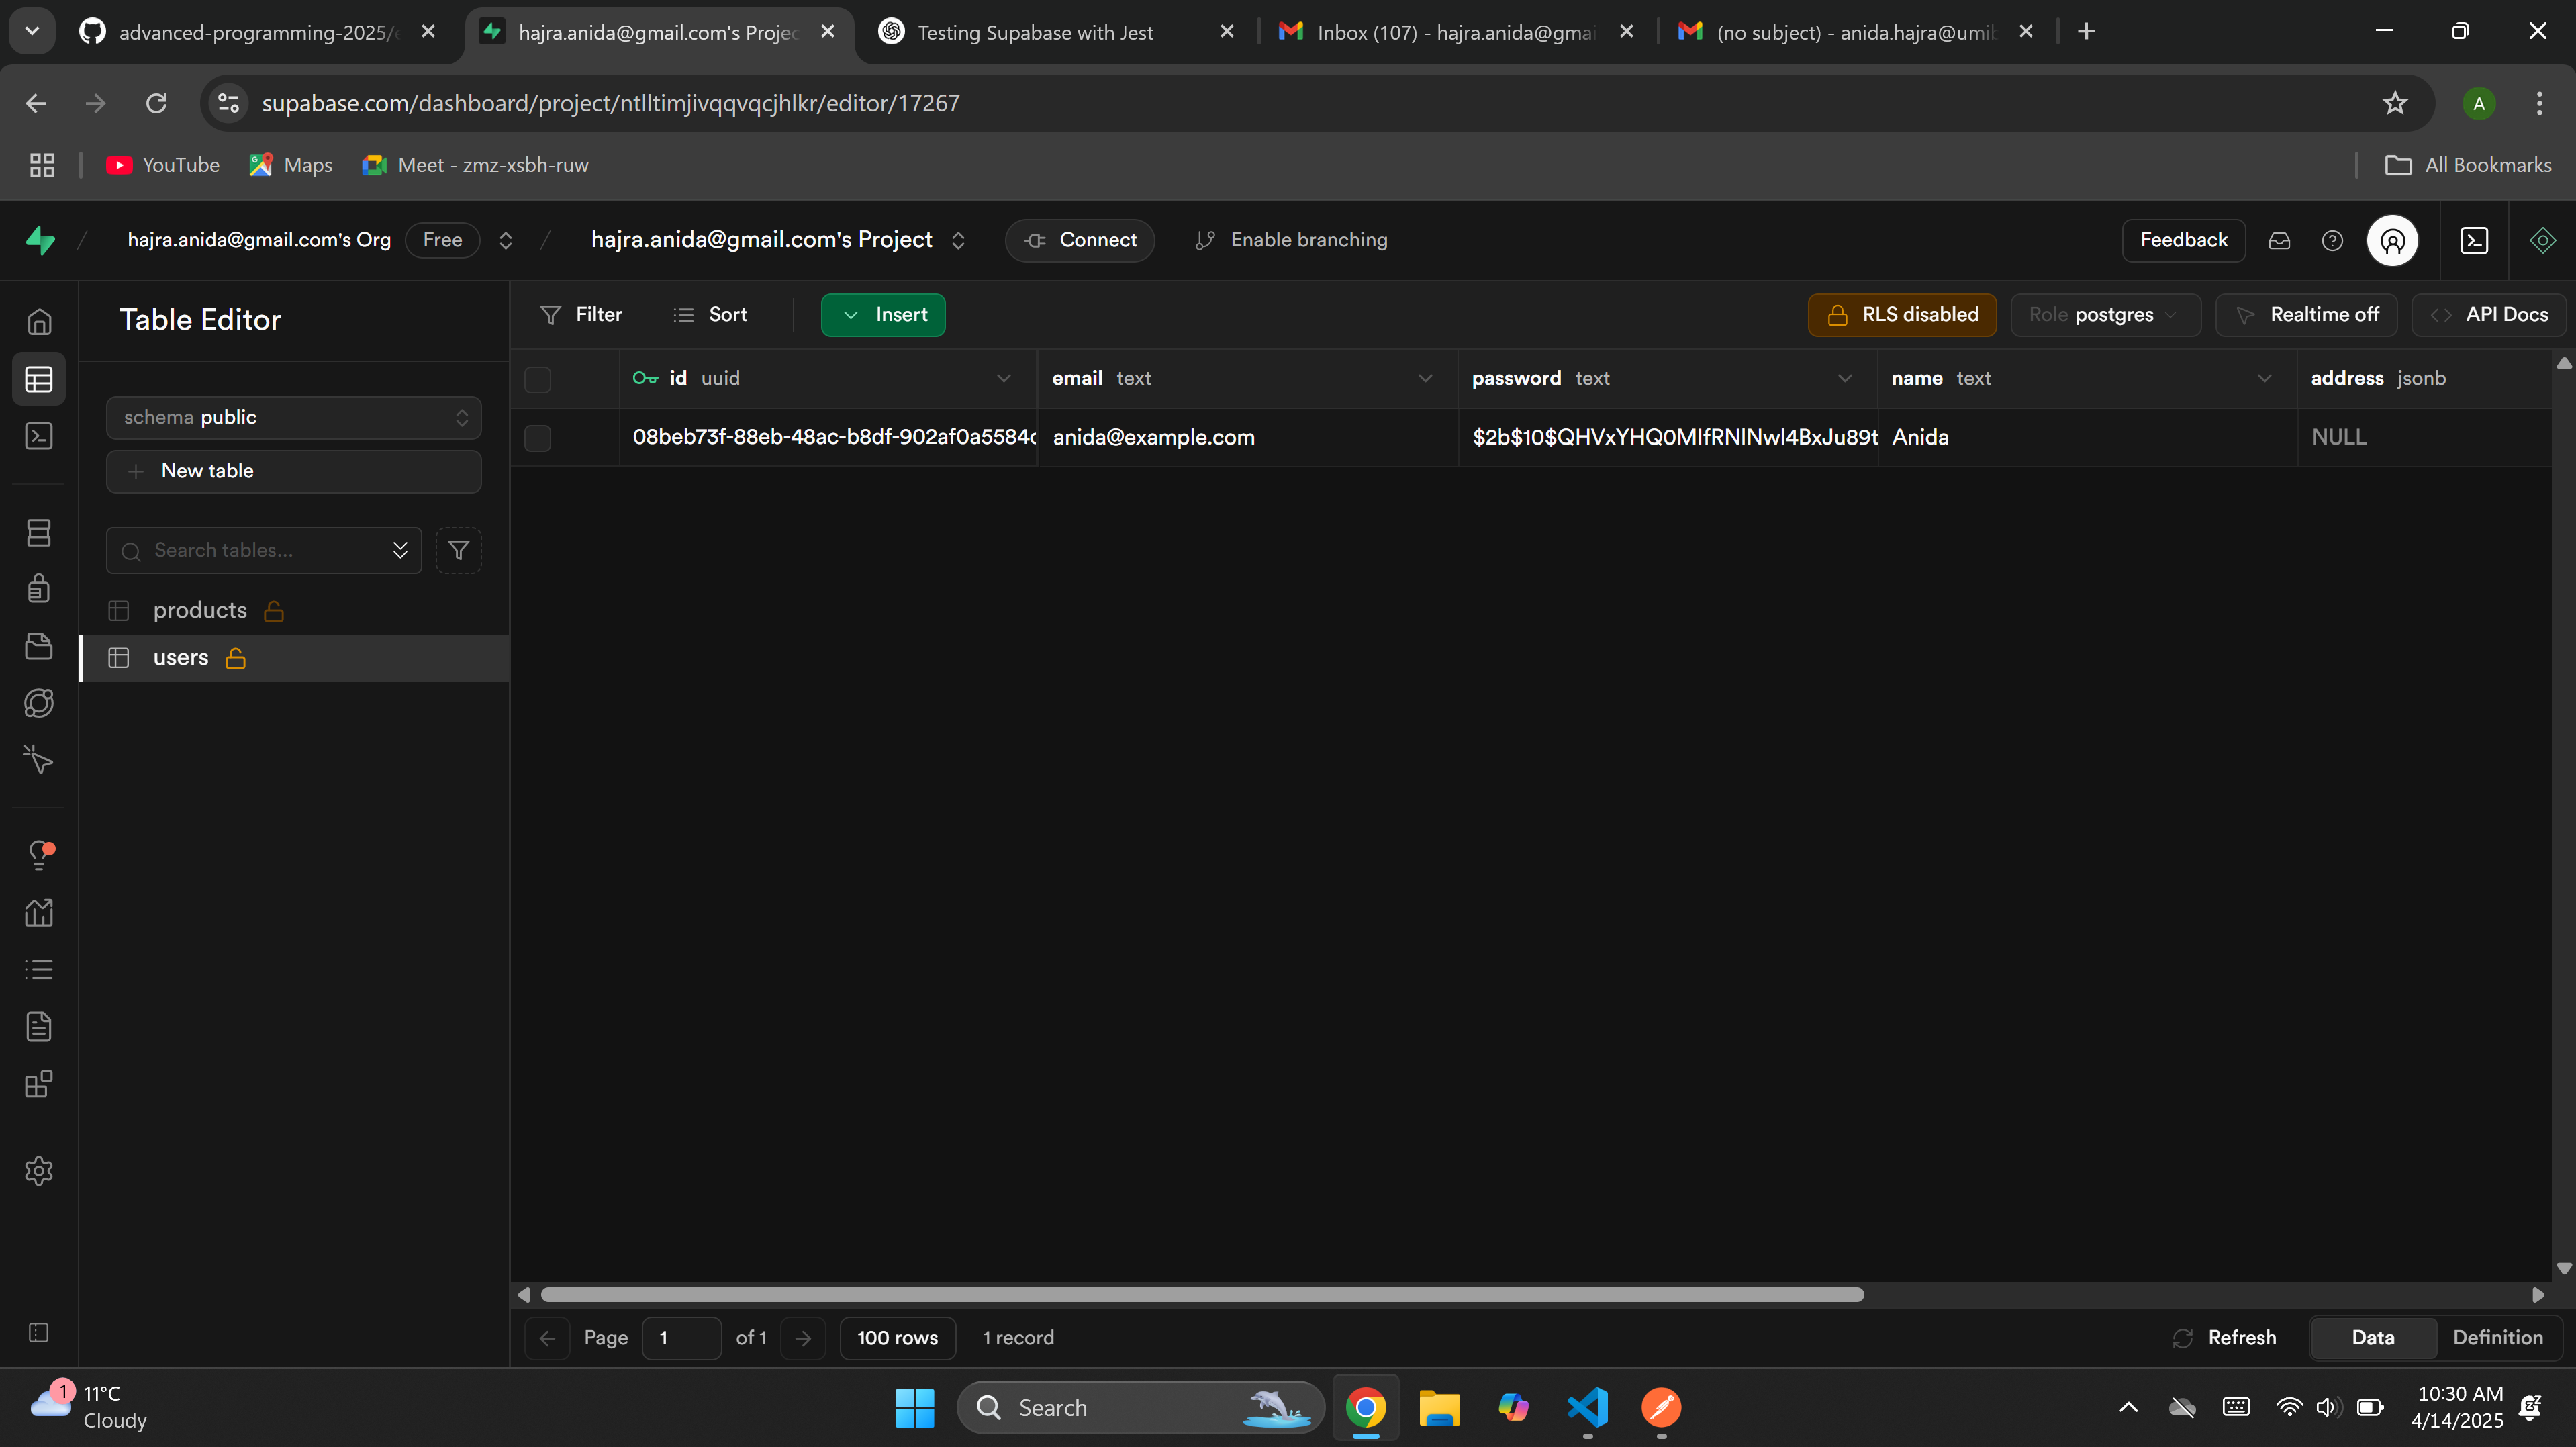 advanced-programming-2025/
hajra.anida@gmail.com's Projec
Testing Supabase with Jest
Inbox (107) - hajra.anida@gmai
(no subject) - anida.hajra@umib
supabase.com/dashboard/project/ntlltimjivqqvqcjhlkr/editor/17267
A
YouTube
Maps
Meet - zmz-xsbh-ruw
All Bookmarks
hajra.anida@gmail.com's Org
Free
hajra.anida@gmail.com's Project
Connect
Enable branching
Feedback
Table Editor
Filter
Sort
Insert
RLS disabled
Role postgres
Realtime off
API Docs
id uuid
email text
password text
name text
address jsonb
schema public
08beb73f-88eb-48ac-b8df-902af0a5584c
anida@example.com
$2b$10$QHVxYHQ0MIfRNlNwl4BxJu89t
Anida
NULL
New table
Search tables...
products
users
Page 1 of 1
100 rows
1 record
Refresh
Data
Definition
1
11°C
Cloudy
Search
10:30 AM
4/14/2025